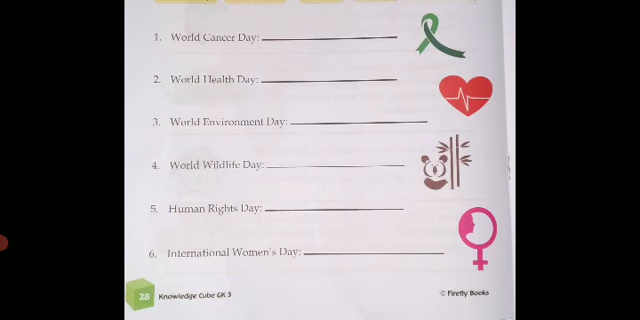 1. World Cancer Day:
2. World Health Day:
3. World Environment Day:
4. World Wildlife Day:
5. Human Rights Day:
6. International Women's Day:
28 Knowledge Cube GK 3
© Firefly Books